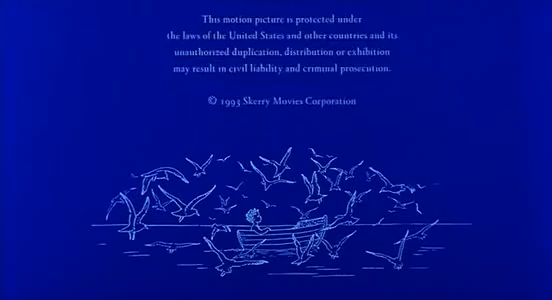 This motion picture is protected under
the laws of the United States and other countries and its
unauthorized duplication, distribution or exhibition
may result in civil liability and criminal prosecution.
© 1993 Skerry Movies Corporation